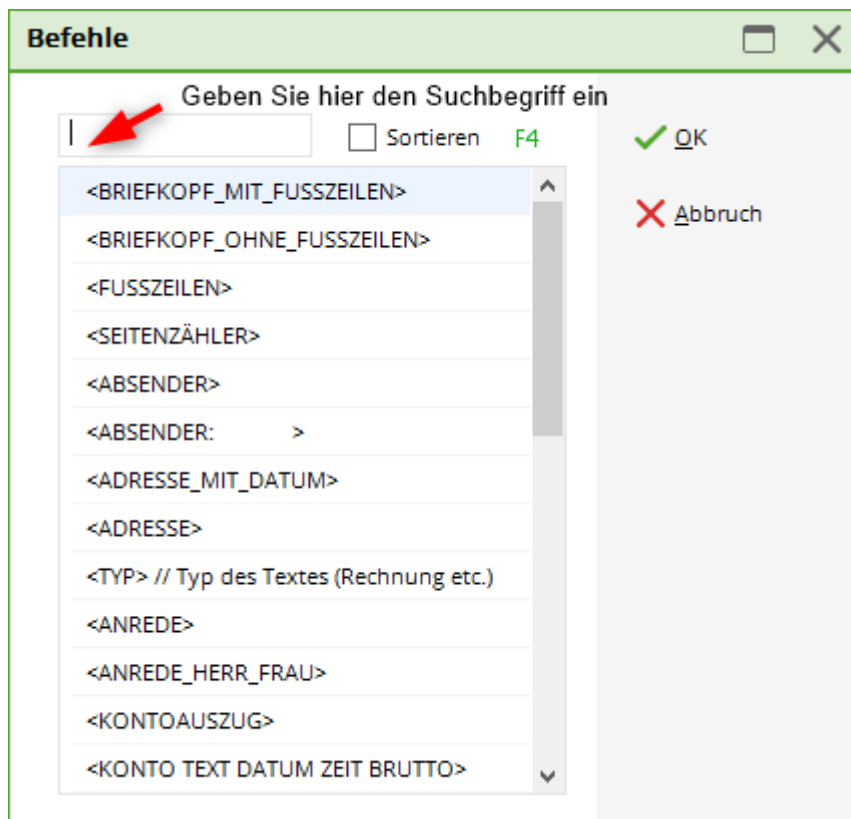 Befehle
Geben Sie hier den Suchbegriff ein
Sortieren F4
OK
<BRIEFKOPF_MIT_FUSSZEILEN>
Abbruch
<BRIEFKOPF_OHNE_FUSSZEILEN>
<FUSSZEILEN>
<SEITENZÄHLER>
<ABSENDER>
<ABSENDER:            >
<ADRESSE_MIT_DATUM>
<ADRESSE>
<TYP> // Typ des Textes (Rechnung etc.)
<ANREDE>
<ANREDE_HERR_FRAU>
<KONTOAUSZUG>
<KONTO TEXT DATUM ZEIT BRUTTO>